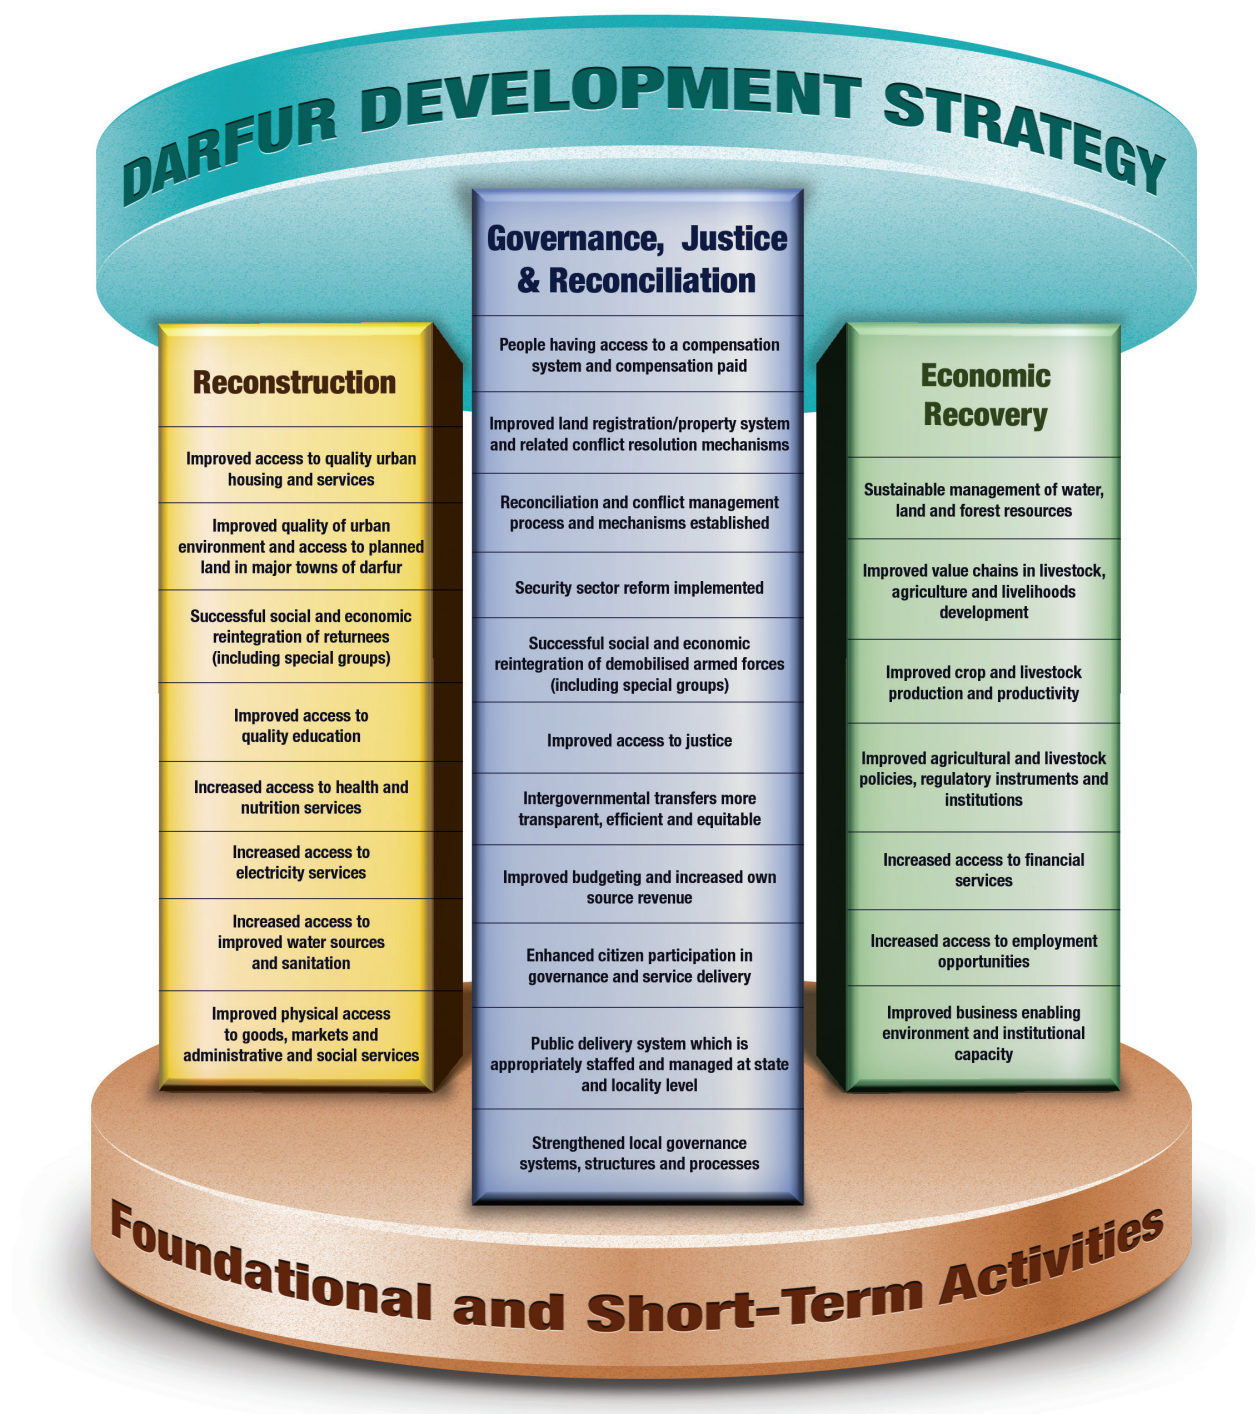 DARFUR DEVELOPMENT STRATEGY
Reconstruction
Improved access to quality urban
housing and services
Improved quality of urban
environment and access to planned
land in major towns of darfur
Successful social and economic
reintegration of returnees
(including special groups)
Improved access to
quality education
Increased access to health and
nutrition services
Increased access to
electricity services
Increased access to
improved water sources
and sanitation
Improved physical access
to goods, markets and
administrative and social services
Governance, Justice
& Reconciliation
People having access to a compensation
system and compensation paid
Improved land registration/property system
and related conflict resolution mechanisms
Reconciliation and conflict management
process and mechanisms established
Security sector reform implemented
Successful social and economic
reintegration of demobilised armed forces
(including special groups)
Improved access to justice
Intergovernmental transfers more
transparent, efficient and equitable
Improved budgeting and increased own
source revenue
Enhanced citizen participation in
governance and service delivery
Public delivery system which is
appropriately staffed and managed at state
and locality level
Strengthened local governance
systems, structures and processes
Economic
Recovery
Sustainable management of water,
land and forest resources
Improved value chains in livestock,
agriculture and livelihoods
development
Improved crop and livestock
production and productivity
Improved agricultural and livestock
policies, regulatory instruments and
institutions
Increased access to financial
services
Increased access to employment
opportunities
Improved business enabling
environment and institutional
capacity
Foundational and Short-Term Activities